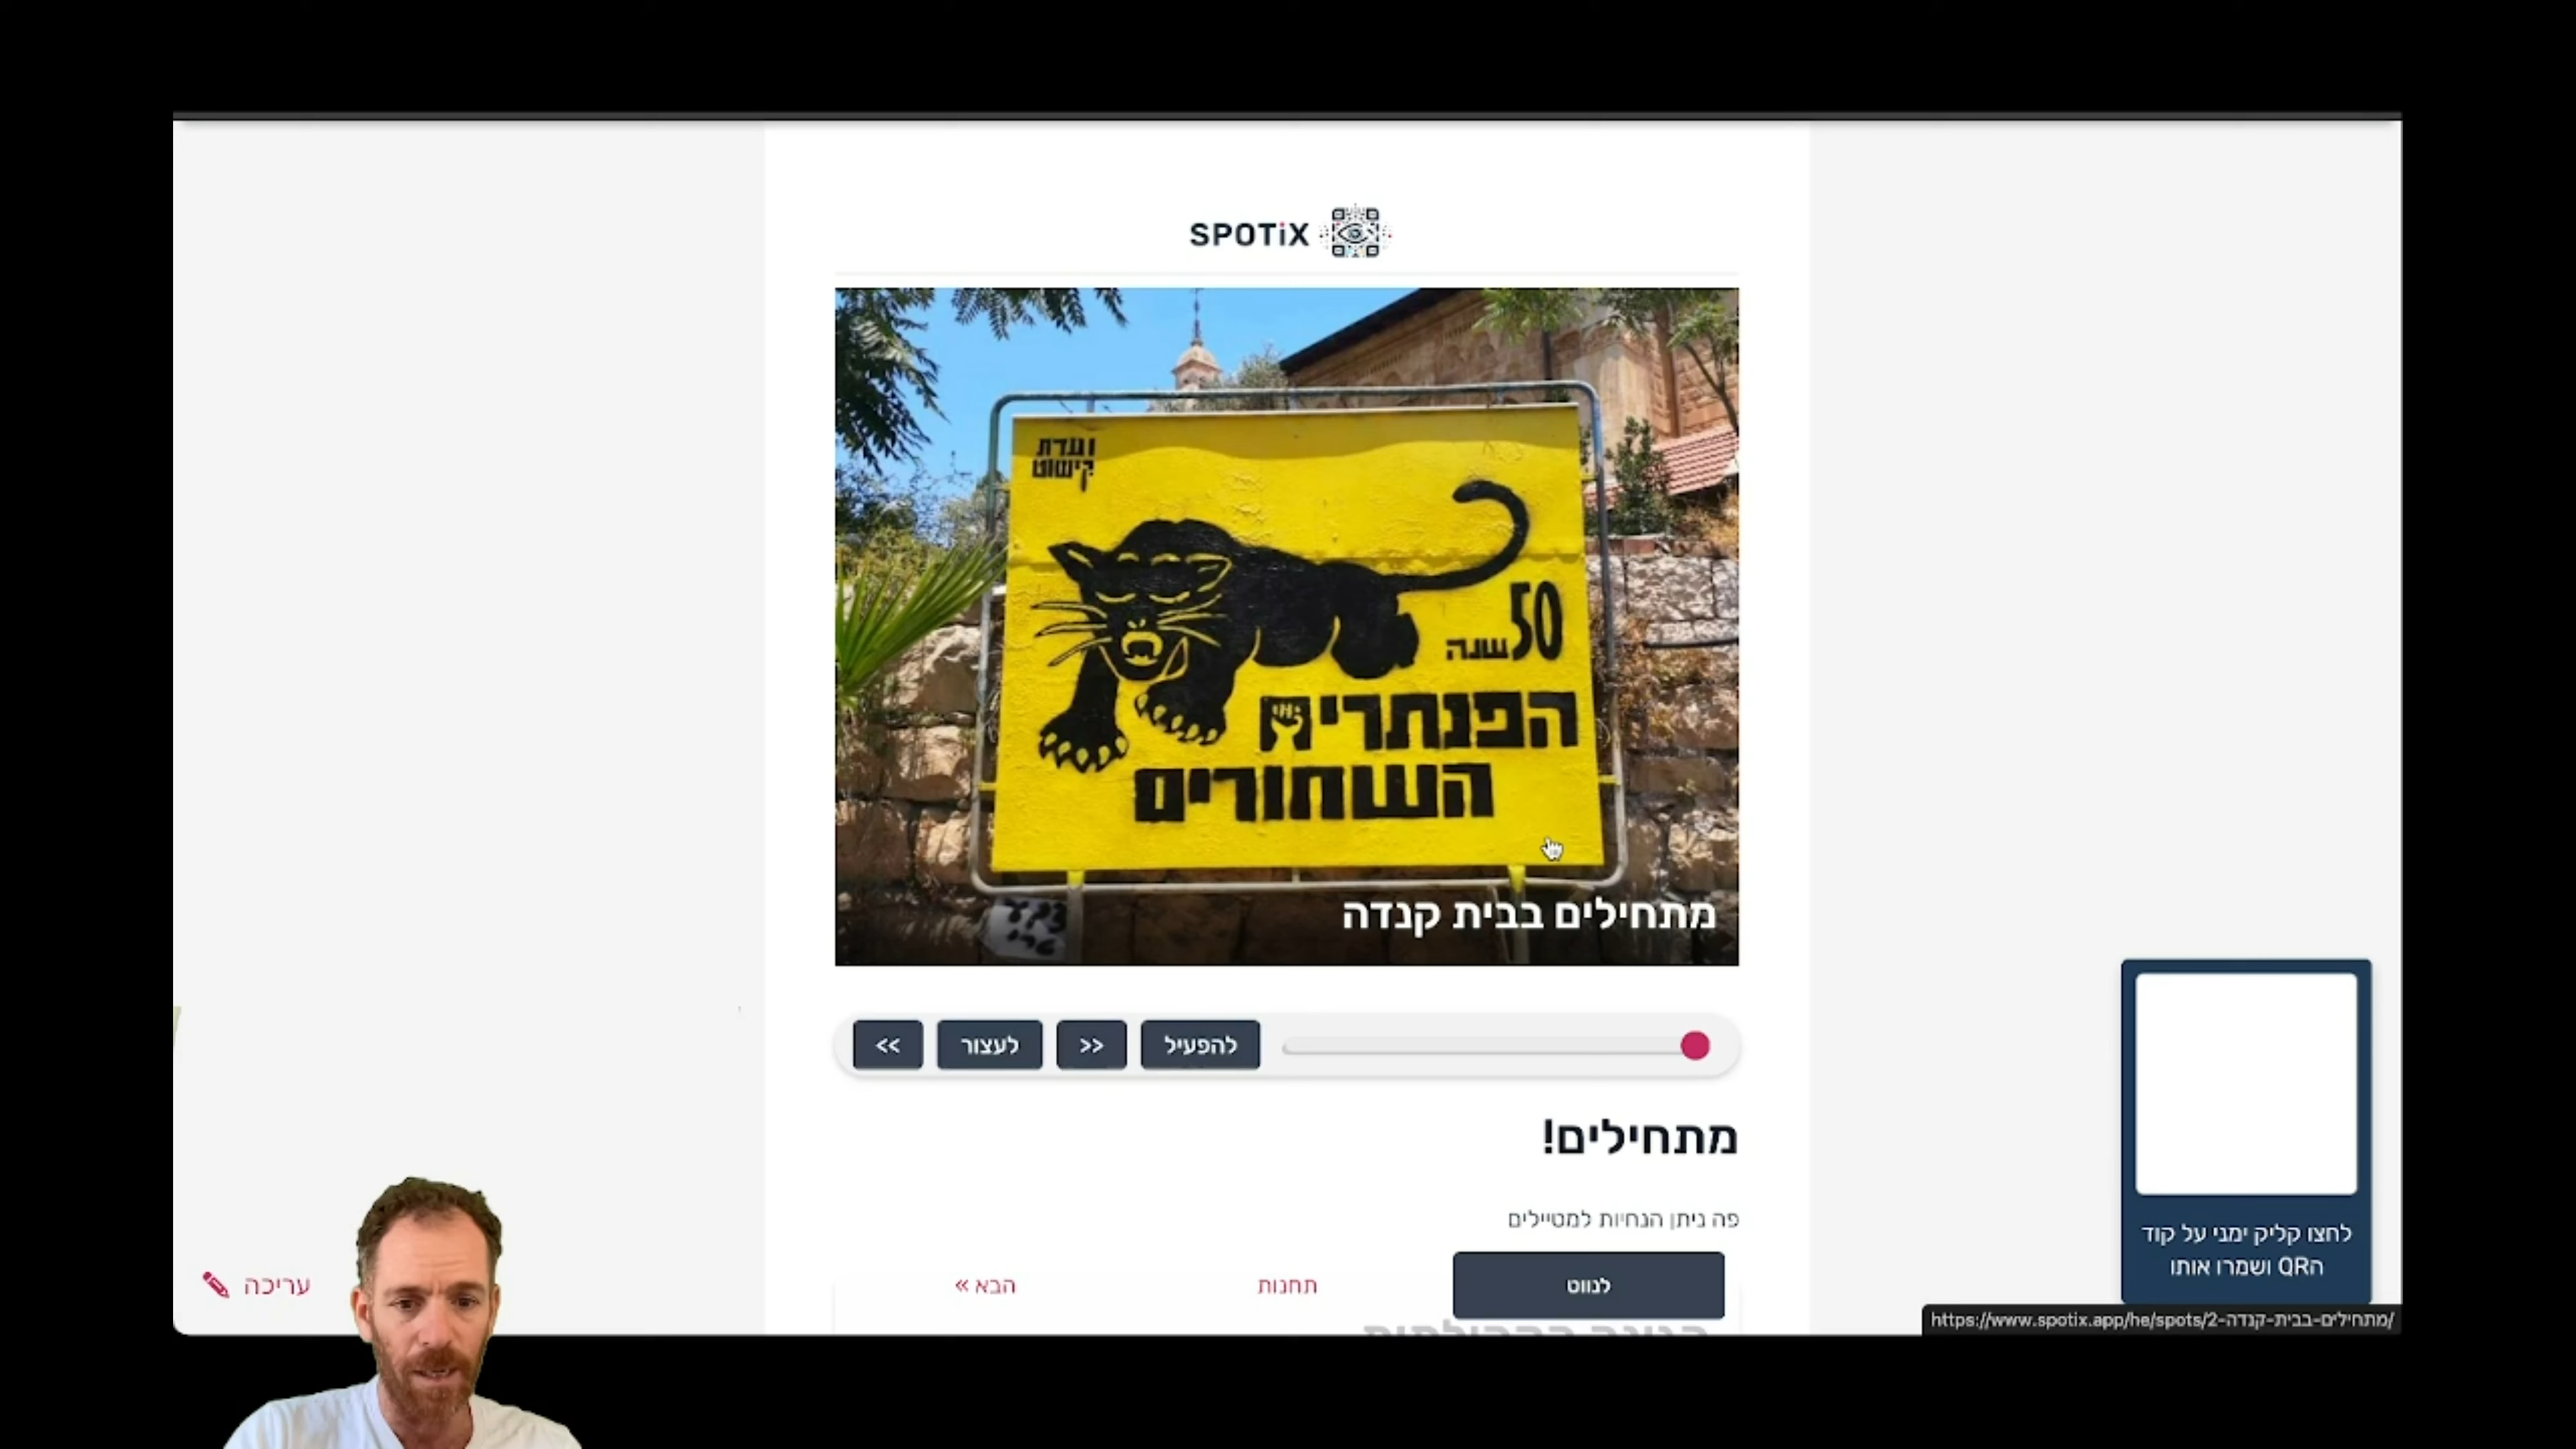 SPOTiX
ועדת
קישוט
50 שנה
הפנתרים
השחורים
מתחילים בבית קנדה
להפעיל
>>
לעצור
<<
מתחילים!
פה ניתן הנחיות למטיילים
לנווט
תחנות
הבא »
עריכה
לחצו קליק ימני על קוד
הQR ושמרו אותו
https://www.spotix.app/he/spots/2-מתחילים-בבית-קנדה/